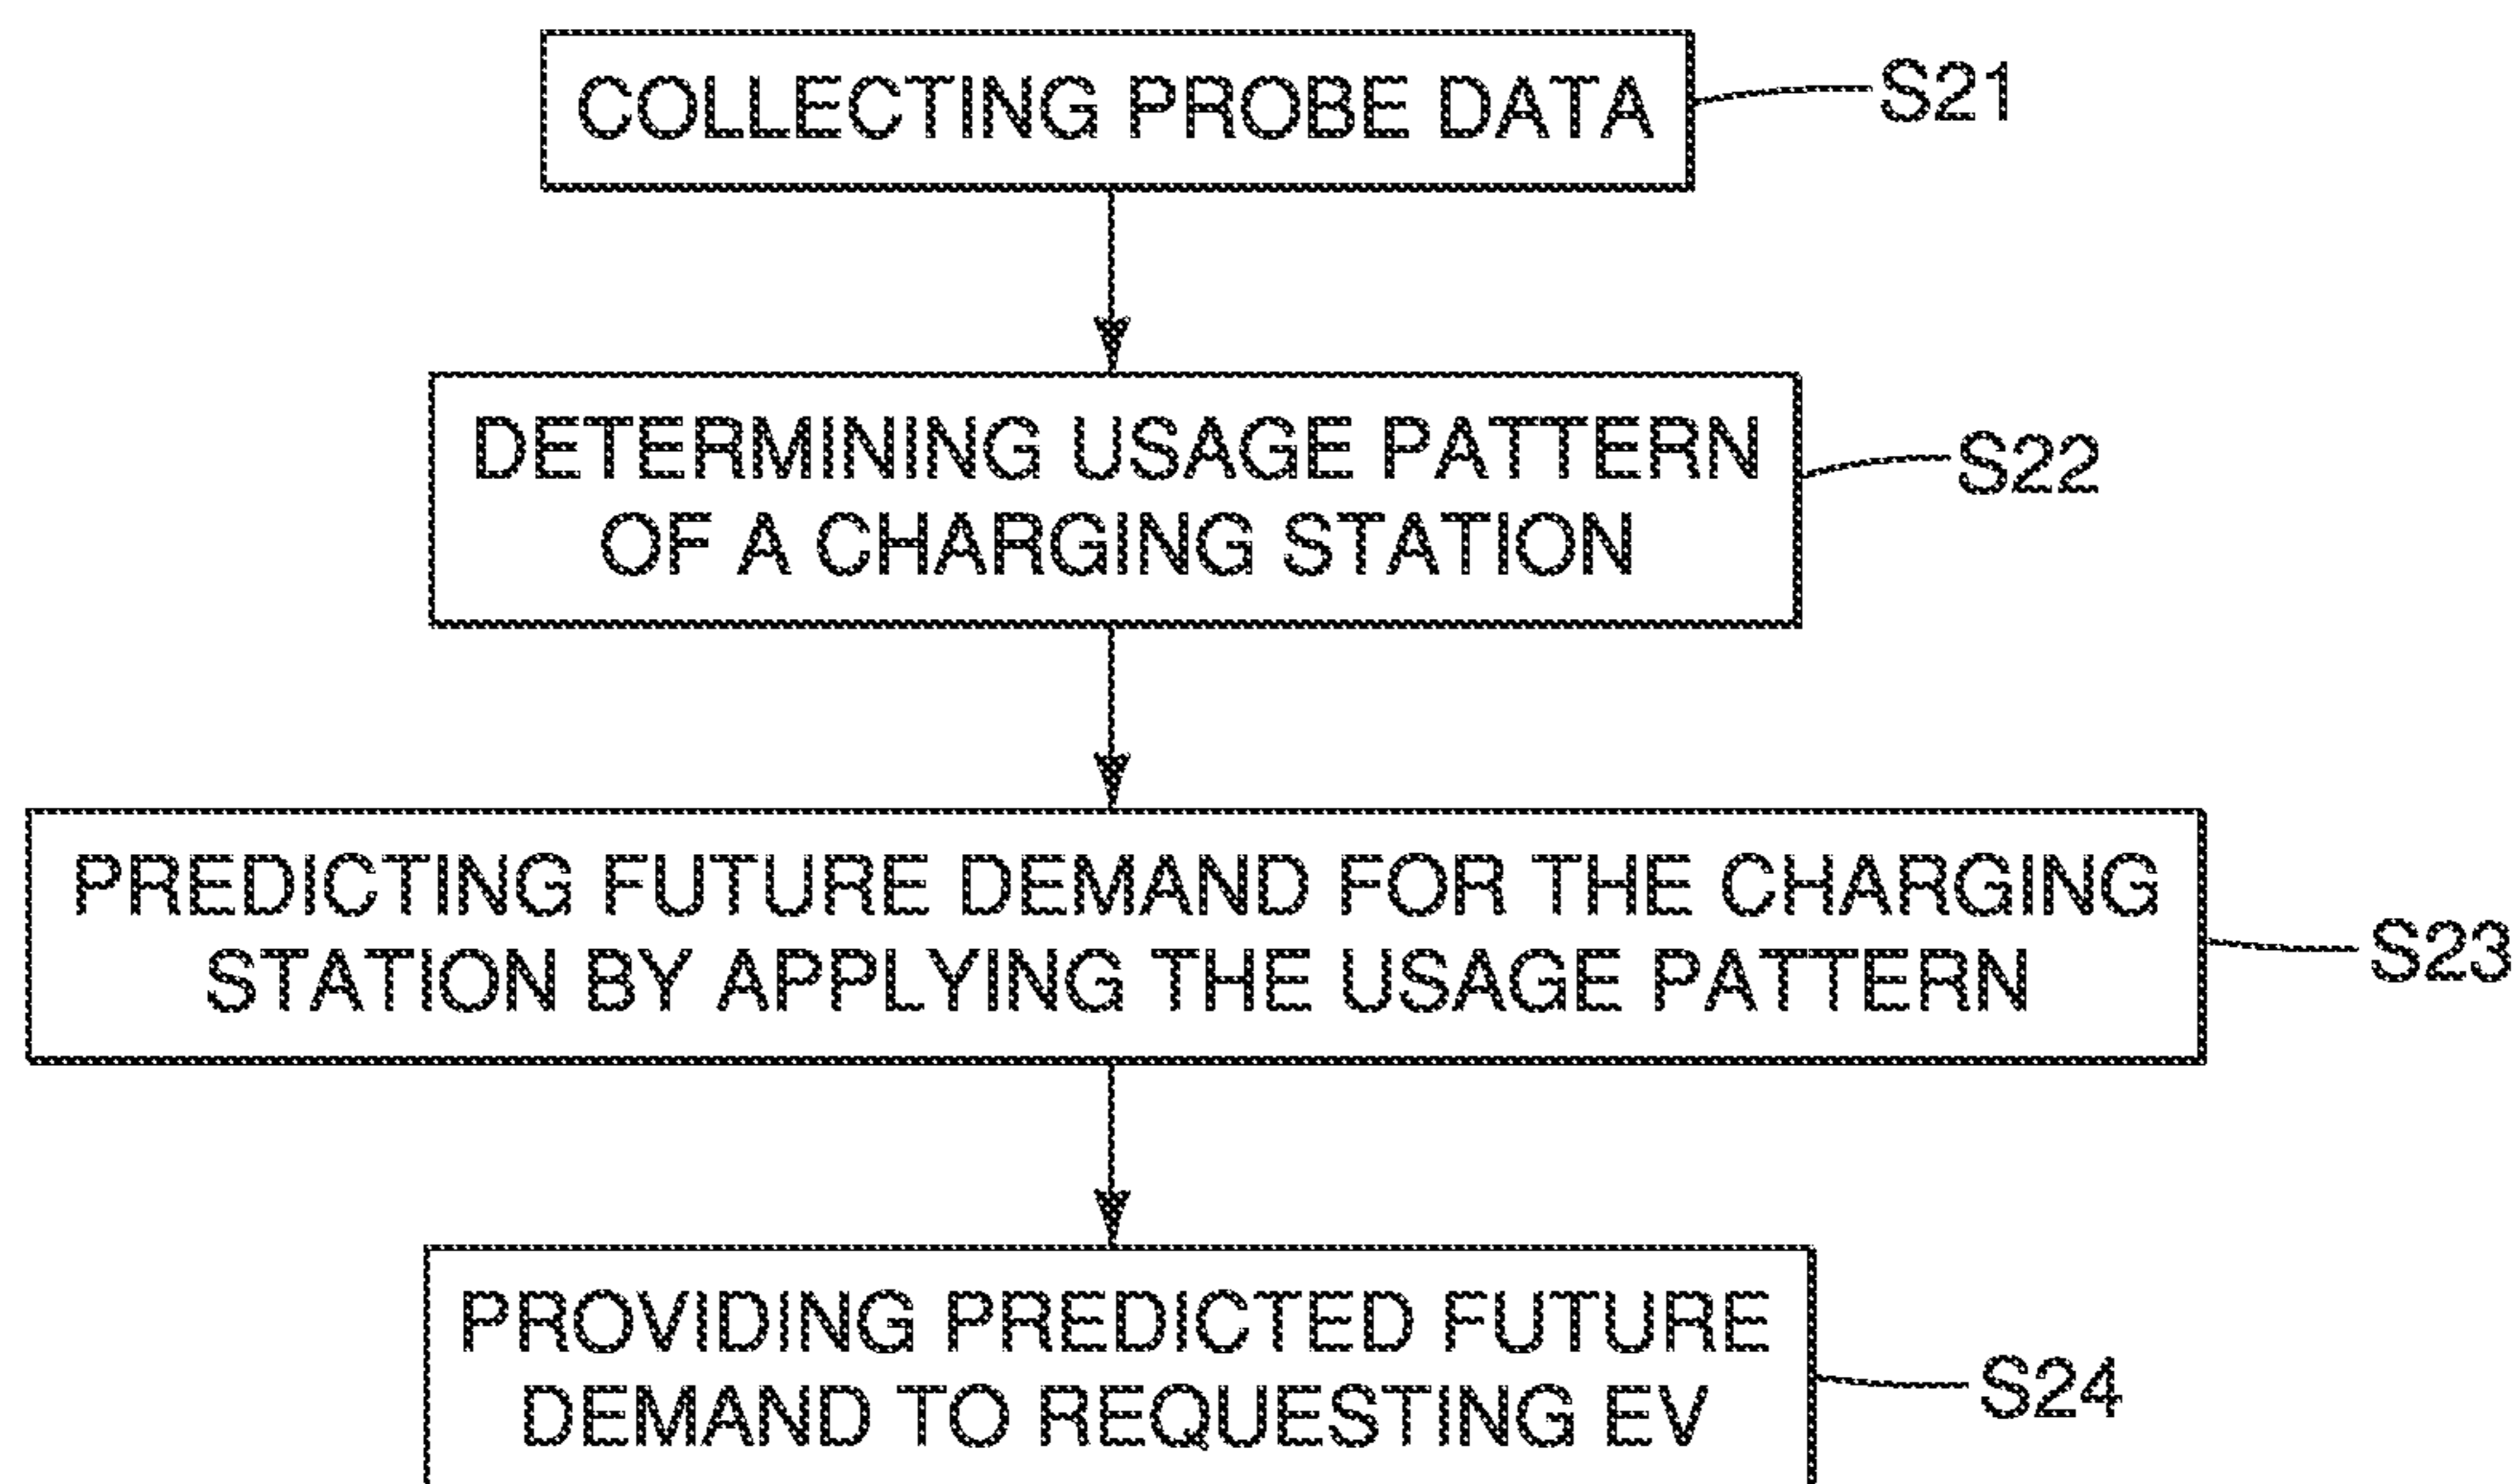 COLLECTING PROBE DATA
S21
DETERMINING USAGE PATTERN
OF A CHARGING STATION
S22
PREDICTING FUTURE DEMAND FOR THE CHARGING
STATION BY APPLYING THE USAGE PATTERN
S23
PROVIDING PREDICTED FUTURE
DEMAND TO REQUESTING EV
S24